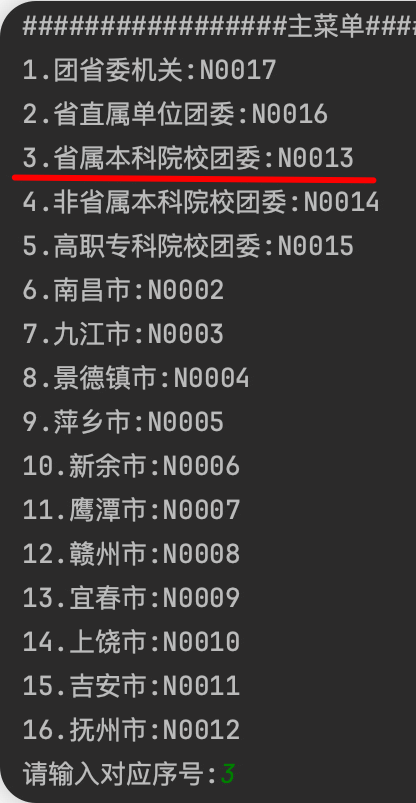 #################主菜单####
1.团省委机关:N0017
2.省直属单位团委:N0016
3.省属本科院校团委:N0013
4.非省属本科院校团委:N0014
5.高职专科院校团委:N0015
6.南昌市:N0002
7.九江市:N0003
8.景德镇市:N0004
9.萍乡市:N0005
10.新余市:N0006
11.鹰潭市:N0007
12.赣州市:N0008
13.宜春市:N0009
14.上饶市:N0010
15.吉安市:N0011
16.抚州市:N0012
请输入对应序号:3